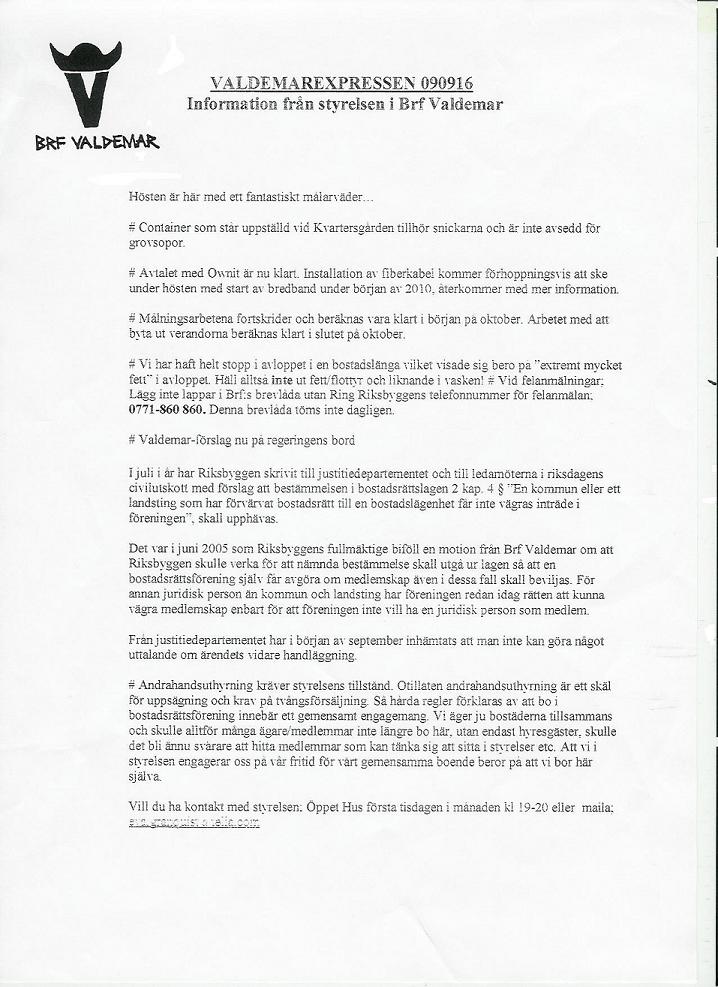 VALDEMAREXPRESSEN 090916
Information från styrelsen i Brf Valdemar
BRF VALDEMAR
Hösten är här med ett fantastiskt målarväder...
# Container som står uppställd vid Kvartersgården tillhör snickarna och är inte avsedd för
grovsopor.
# Avtalet med Ownit är nu klart. Installation av fiberkabel kommer förhoppningsvis att ske
under hösten med start av bredband under början av 2010, återkommer med mer information.
# Målningsarbetena fortskrider och beräknas vara klart i början på oktober. Arbetet med att
byta ut verandorna beräknas klart i slutet på oktober.
# Vi har haft helt stopp i avloppet i en bostadslänga vilket visade sig bero på "extremt mycket
fett" i avloppet. Häll alltså inte ut fett/flottyr och liknande i vasken! # Vid felanmälningar;
Lägg inte lappar i Brf:s brevlåda utan Ring Riksbyggens telefonnummer för felanmälan;
0771-860 860. Denna brevlåda töms inte dagligen.
# Valdemar-förslag nu på regeringens bord
I juli i år har Riksbyggen skrivit till justitiedepartementet och till ledamöterna i riksdagens
civilutskott med förslag att bestämmelsen i bostadsrättslagen 2 kap. 4 § "En kommun eller ett
landsting som har förvärvat bostadsrätt till en bostadslägenhet får inte vägras inträde i
föreningen", skall upphävas.
Det var i juni 2005 som Riksbyggens fullmäktige biföll en motion från Brf Valdemar om att
Riksbyggen skulle verka för att nämnda bestämmelse skall utgå ur lagen så att en
bostadsrättsförening själv får avgöra om medlemskap även i dessa fall skall beviljas. För
annan juridisk person än kommun och landsting har föreningen redan idag rätten att kunna
vägra medlemskap enbart för att föreningen inte vill ha en juridisk person som medlem.
Från justitiedepartementet har i början av september inhämtats att man inte kan göra något
uttalande om ärendets vidare handläggning.
# Andrahandsuthyrning kräver styrelsens tillstånd. Otillåten andrahandsuthyrning är ett skäl
för uppsägning och krav på tvångsförsäljning. Så hårda regler förklaras av att bo i
bostadsrättsförening innebär ett gemensamt engagemang. Vi äger ju bostäderna tillsammans
och skulle alltför många ägare/medlemmar inte längre bo här, utan endast hyresgäster, skulle
det bli ännu svårare att hitta medlemmar som kan tänka sig att sitta i styrelser etc. Att vi i
styrelsen engagerar oss på vår fritid för vårt gemensamma boende beror på att vi bor här
själva.
Vill du ha kontakt med styrelsen; Öppet Hus första tisdagen i månaden kl 19-20 eller maila;